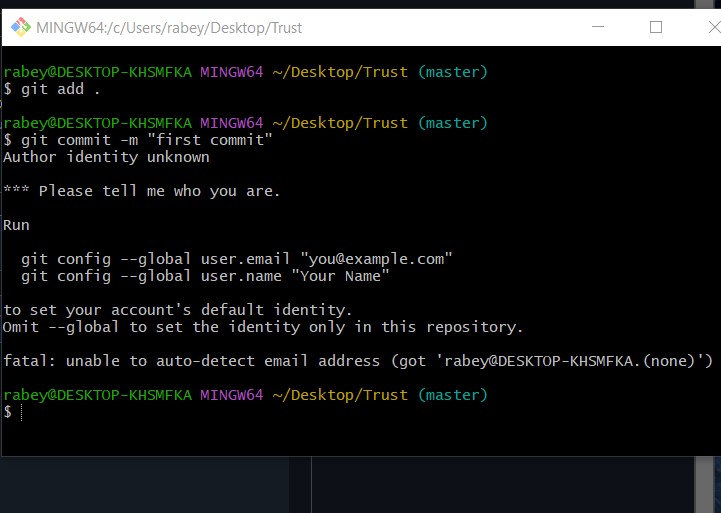 MINGW64:/c/Users/rabey/Desktop/Trust
rabey@DESKTOP-KHSMFKA MINGW64 ~/Desktop/Trust (master)
$ git add .
rabey@DESKTOP-KHSMFKA MINGW64 ~/Desktop/Trust (master)
$ git commit -m "first commit"
Author identity unknown
*** Please tell me who you are.
Run
git config --global user.email "you@example.com"
git config --global user.name "Your Name"
to set your account's default identity.
Omit --global to set the identity only in this repository.
fatal: unable to auto-detect email address (got 'rabey@DESKTOP-KHSMFKA.(none)')
rabey@DESKTOP-KHSMFKA MINGW64 ~/Desktop/Trust (master)
$